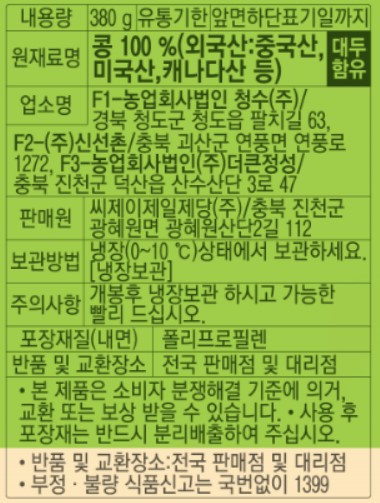 내용량 380 g 유통기한 앞면하단표기일까지
원재료명 콩 100 %(외국산:중국산, 미국산,캐나다산 등) 대두 함유
업소명 F1-농업회사법인 청수(주)/
경북 청도군 청도읍 팔치길 63,
F2-(주)신선촌/충북 괴산군 연풍면 연풍로
1272, F3-농업회사법인(주)더큰정성/
충북 진천군 덕산읍 산수산단 3로 47
판매원 씨제이제일제당(주)/충북 진천군
광혜원면 광혜원산단2길 112
보관방법 냉장(0~10 ℃)상태에서 보관하세요.
[냉장보관]
주의사항 개봉후 냉장보관 하시고 가능한
빨리 드십시오.
포장재질(내면) 폴리프로필렌
반품 및 교환장소 전국 판매점 및 대리점
• 본 제품은 소비자 분쟁해결 기준에 의거,
교환 또는 보상 받을 수 있습니다. • 사용 후
포장재는 반드시 분리배출하여 주십시오.
• 반품 및 교환장소:전국 판매점 및 대리점
• 부정 · 불량 식품신고는 국번없이 1399